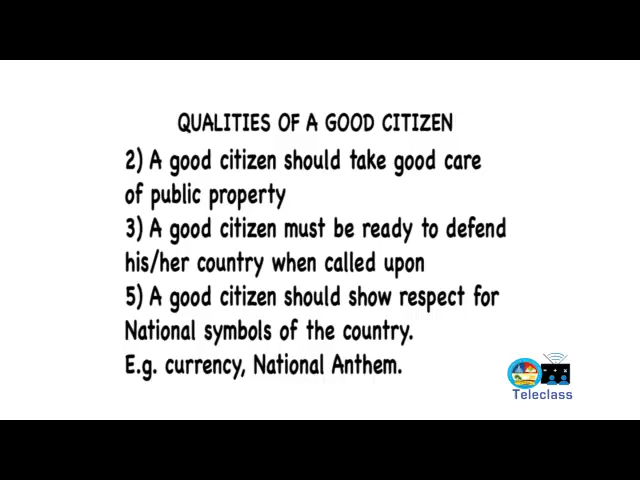 QUALITIES OF A GOOD CITIZEN
2) A good citizen should take good care
of public property
3) A good citizen must be ready to defend
his/her country when called upon
5) A good citizen should show respect for
National symbols of the country.
E.g. currency, National Anthem.
Teleclass